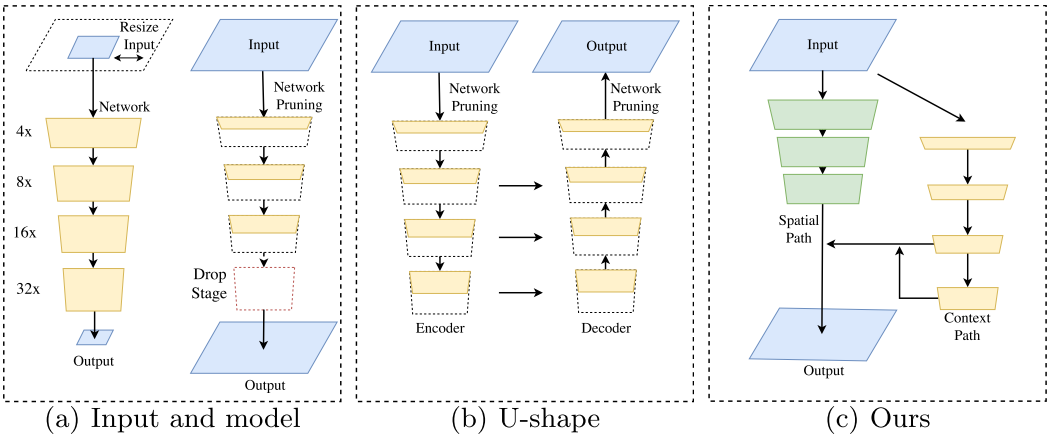 Resize
Input
Input
Network
Network
Pruning
4x
8x
16x
32x
Drop
Stage
Output
Output
(a) Input and model
Input
Output
Network
Pruning
Network
Pruning
Encoder
Decoder
(b) U-shape
Input
Spatial
Path
Context
Path
Output
(c) Ours